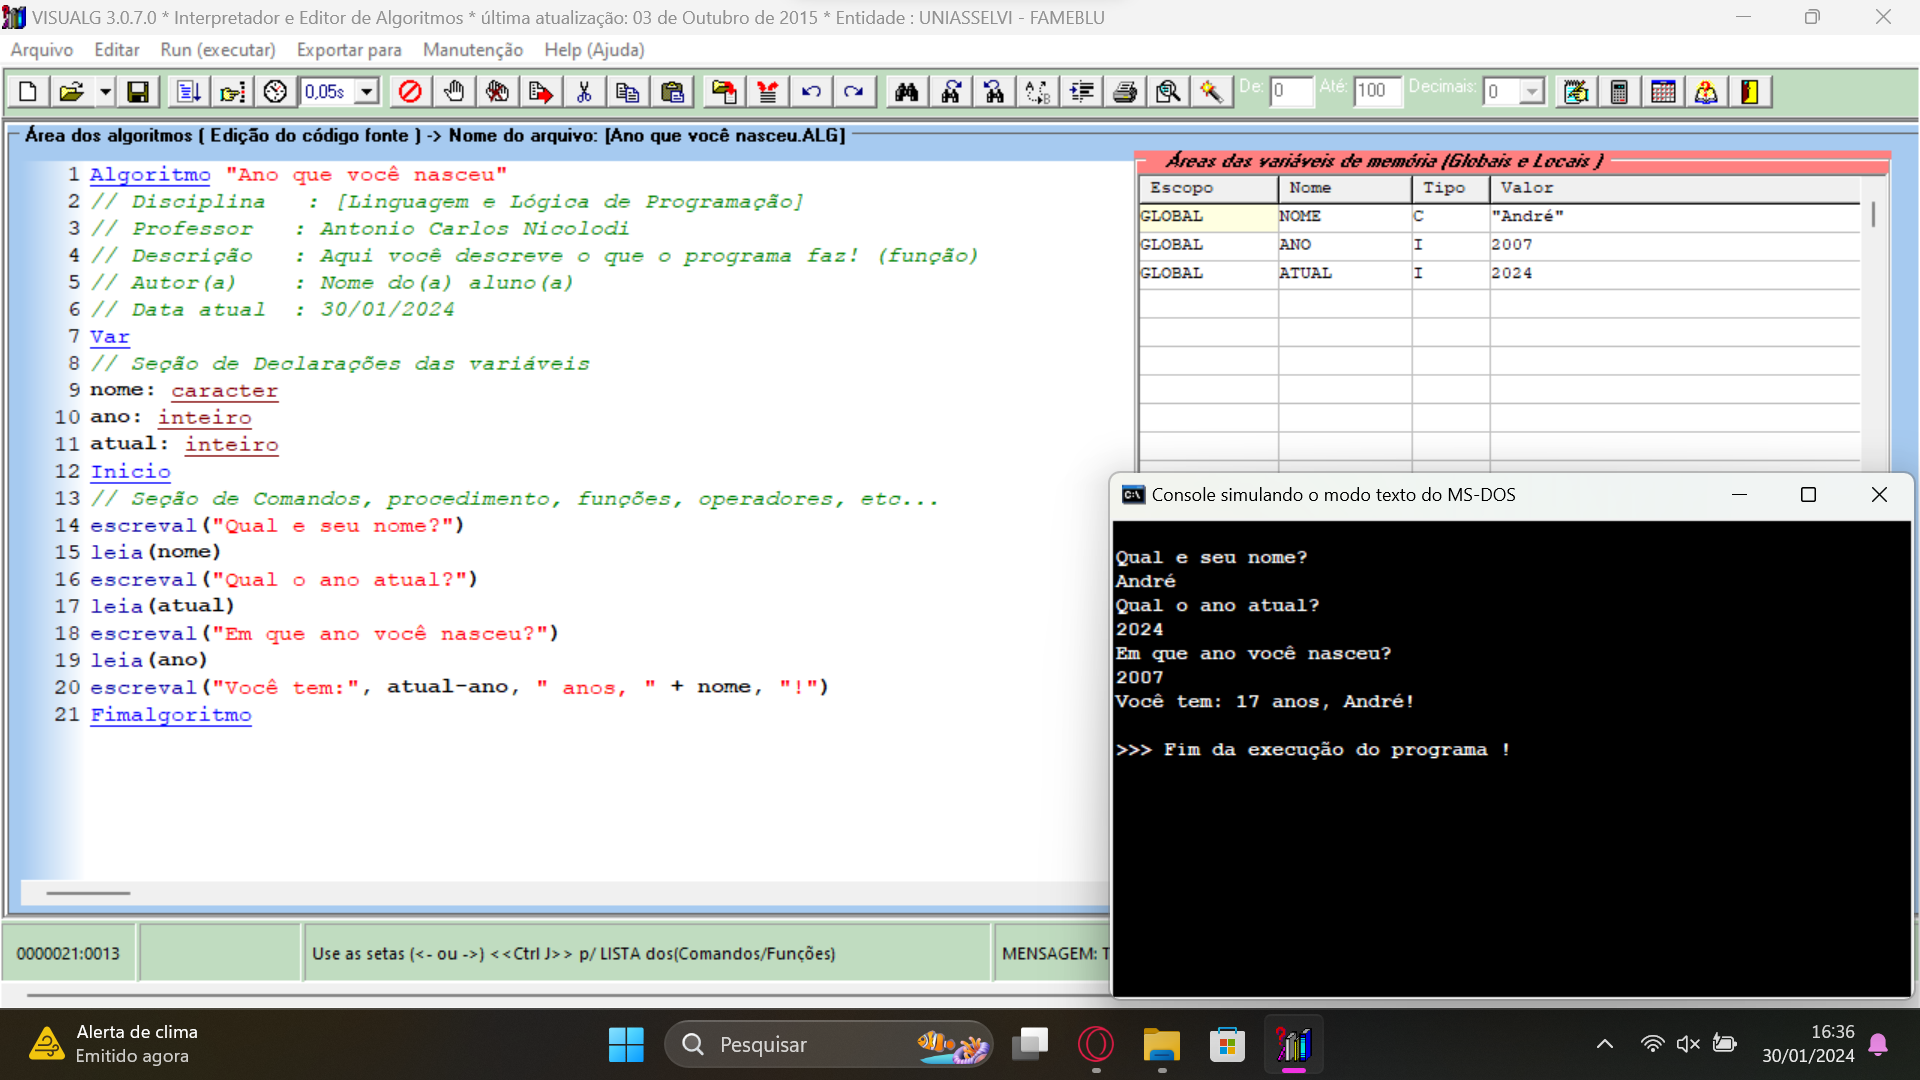 VISUALG 3.0.7.0 * Interpretador e Editor de Algoritmos * última atualização: 03 de Outubro de 2015 * Entidade : UNIASSELVI - FAMEBLU
Arquivo Editar Run (executar) Exportar para Manutenção Help (Ajuda)
0,05s De: 0 Até: 100 Decimais: 0
Área dos algoritmos ( Edição do código fonte ) -> Nome do arquivo: [Ano que você nasceu.ALG]
1 Algoritmo "Ano que você nasceu"
2 // Disciplina : [Linguagem e Lógica de Programação]
3 // Professor : Antonio Carlos Nicolodi
4 // Descrição : Aqui você descreve o que o programa faz! (função)
5 // Autor(a) : Nome do(a) aluno(a)
6 // Data atual : 30/01/2024
7 Var
8 // Seção de Declarações das variáveis
9 nome: caracter
10 ano: inteiro
11 atual: inteiro
12 Inicio
13 // Seção de Comandos, procedimento, funções, operadores, etc...
14 escreval("Qual e seu nome?")
15 leia(nome)
16 escreval("Qual o ano atual?")
17 leia(atual)
18 escreval("Em que ano você nasceu?")
19 leia(ano)
20 escreval("Você tem:", atual-ano, " anos, " + nome, "!")
21 Fimalgoritmo
Áreas das variáveis de memória (Globais e Locais )
Escopo Nome Tipo Valor
GLOBAL NOME C "André"
GLOBAL ANO I 2007
GLOBAL ATUAL I 2024
Console simulando o modo texto do MS-DOS
Qual e seu nome?
André
Qual o ano atual?
2024
Em que ano você nasceu?
2007
Você tem: 17 anos, André!
>>> Fim da execução do programa !
0000021:0013 Use as setas (<- ou ->) <<Ctrl J>> p/ LISTA dos(Comandos/Funções) MENSAGEM: T
Alerta de clima
Emitido agora
Pesquisar
16:36
30/01/2024